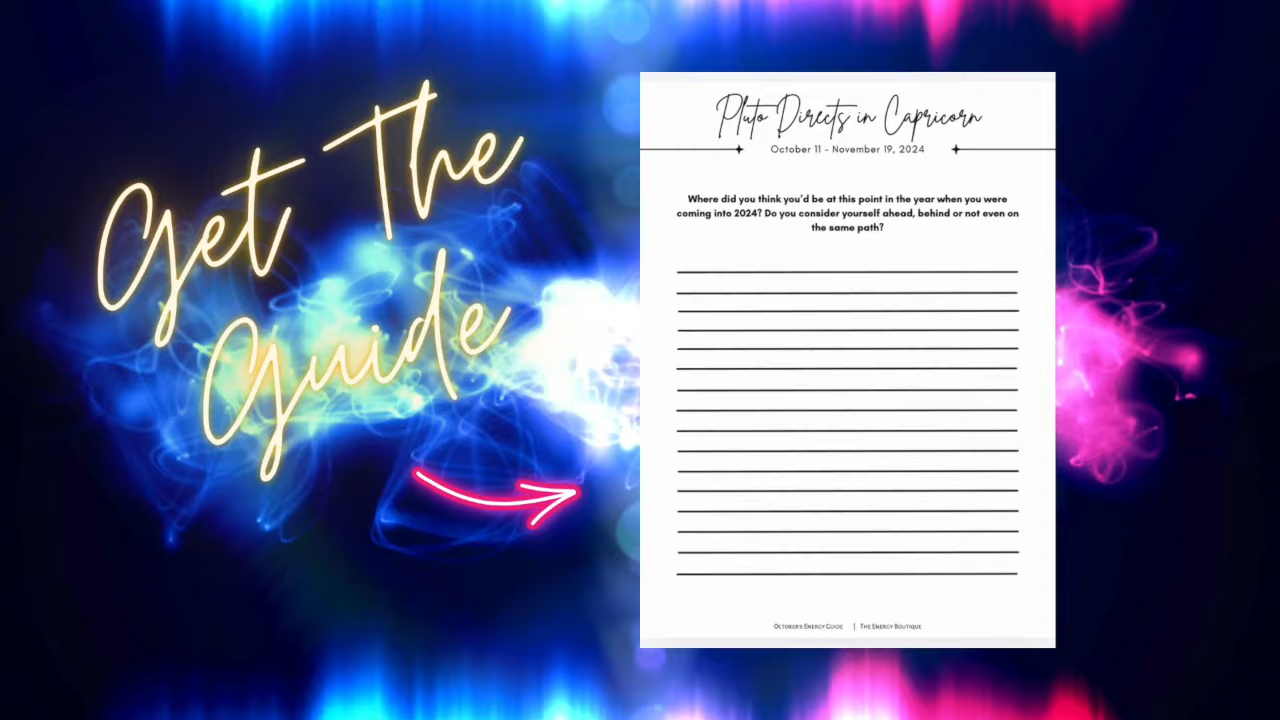 Get The
Guide
Pluto Directs in Capricorn
October 11 - November 19, 2024
Where did you think you'd be at this point in the year when you were
coming into 2024? Do you consider yourself ahead, behind or not even on
the same path?
October's Energy Guide | The Energy Boutique